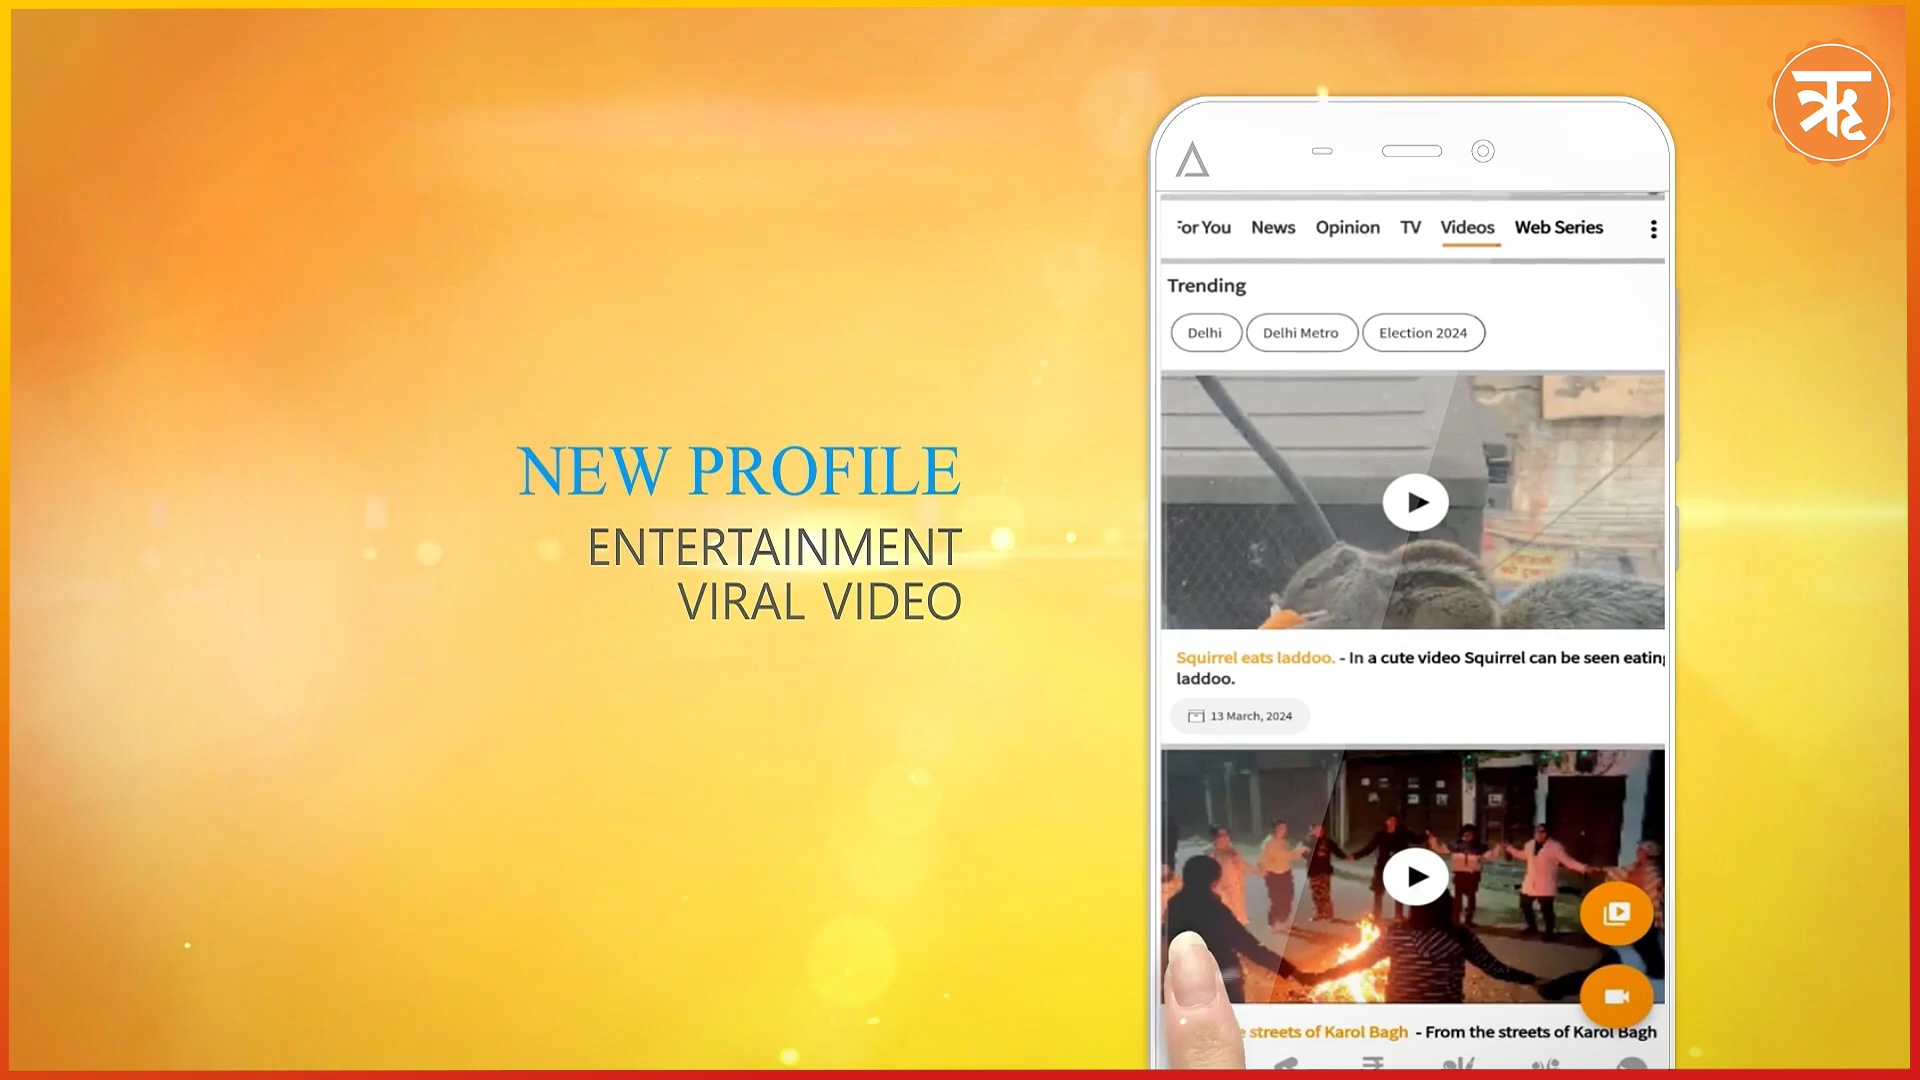 ऋ
NEW PROFILE
ENTERTAINMENT
VIRAL VIDEO
For You News Opinion TV Videos Web Series
Trending
Delhi Delhi Metro Election 2024
Squirrel eats laddoo. - In a cute video Squirrel can be seen eating
laddoo.
13 March, 2024
streets of Karol Bagh - From the streets of Karol Bagh